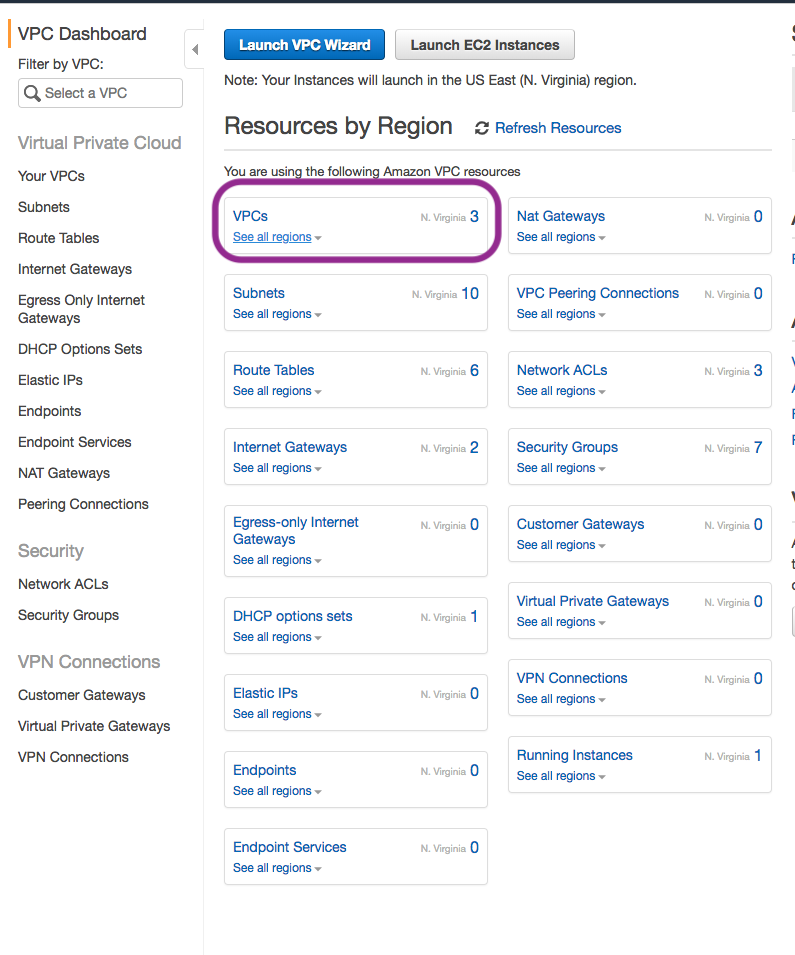 VPC Dashboard
Filter by VPC:
Select a VPC
Virtual Private Cloud
Your VPCs
Subnets
Route Tables
Internet Gateways
Egress Only Internet
Gateways
DHCP Options Sets
Elastic IPs
Endpoints
Endpoint Services
NAT Gateways
Peering Connections
Security
Network ACLs
Security Groups
VPN Connections
Customer Gateways
Virtual Private Gateways
VPN Connections
Launch VPC Wizard
Launch EC2 Instances
Note: Your Instances will launch in the US East (N. Virginia) region.
Resources by Region
Refresh Resources
You are using the following Amazon VPC resources
VPCs N. Virginia 3
See all regions
Subnets N. Virginia 10
See all regions
Route Tables N. Virginia 6
See all regions
Internet Gateways N. Virginia 2
See all regions
Egress-only Internet N. Virginia 0
Gateways
See all regions
DHCP options sets N. Virginia 1
See all regions
Elastic IPs N. Virginia 0
See all regions
Endpoints N. Virginia 0
See all regions
Endpoint Services N. Virginia 0
See all regions
Nat Gateways N. Virginia 0
See all regions
VPC Peering Connections N. Virginia 0
See all regions
Network ACLs N. Virginia 3
See all regions
Security Groups N. Virginia 7
See all regions
Customer Gateways N. Virginia 0
See all regions
Virtual Private Gateways N. Virginia 0
See all regions
VPN Connections N. Virginia 0
See all regions
Running Instances N. Virginia 1
See all regions